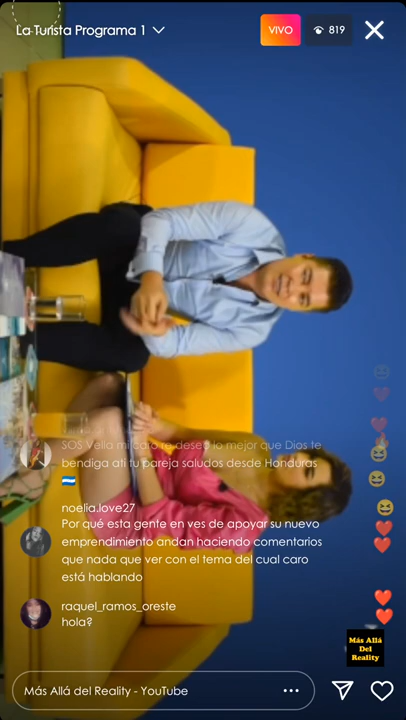 La Turista Programa 1
VIVO
819
SOS Vella mi caro te deseo lo mejor que Dios te
bendiga ati tu pareja saludos desde Honduras
noelia.love27
Por qué esta gente en ves de apoyar su nuevo
emprendimiento andan haciendo comentarios
que nada que ver con el tema del cual caro
está hablando
raquel_ramos_oreste
hola?
Más Allá
Del
Reality
Más Allá del Reality - YouTube